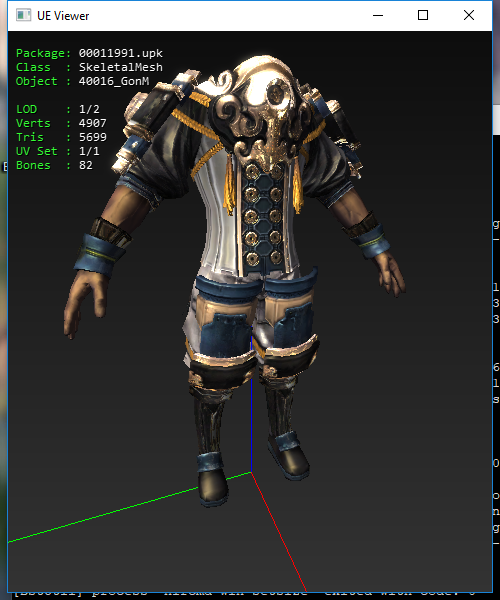 UE Viewer
Package: 00011991.upk
Class : SkeletalMesh
Object : 40016_GonM
LOD : 1/2
Verts : 4907
Tris : 5699
UV Set : 1/1
Bones : 82